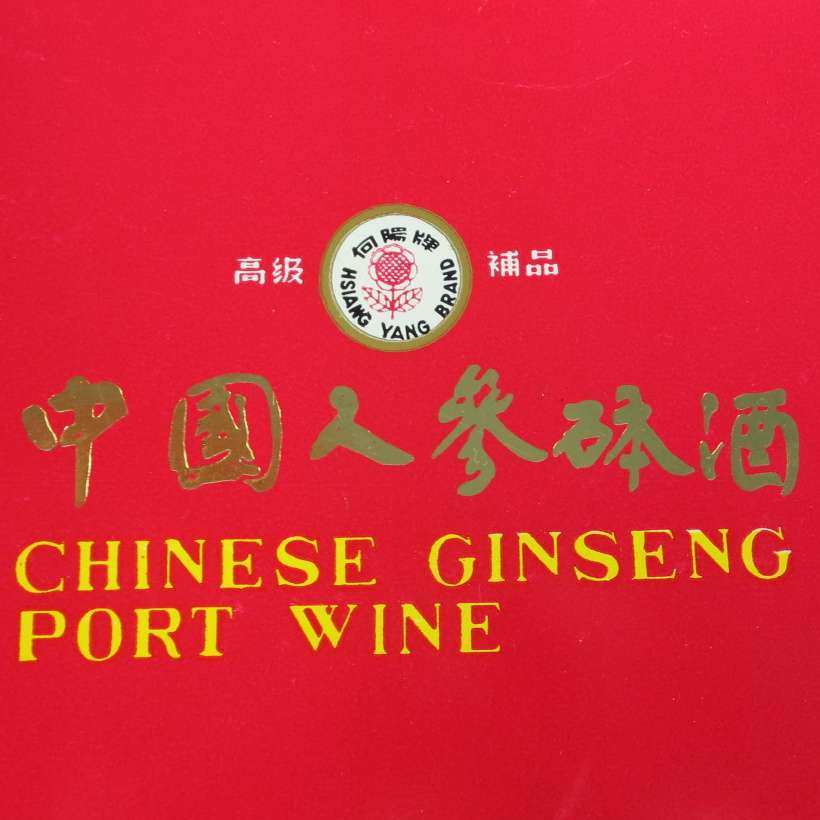 高级 補品
向陽牌
HSIANG YANG BRAND
中國人參砵酒
CHINESE GINSENG
PORT WINE